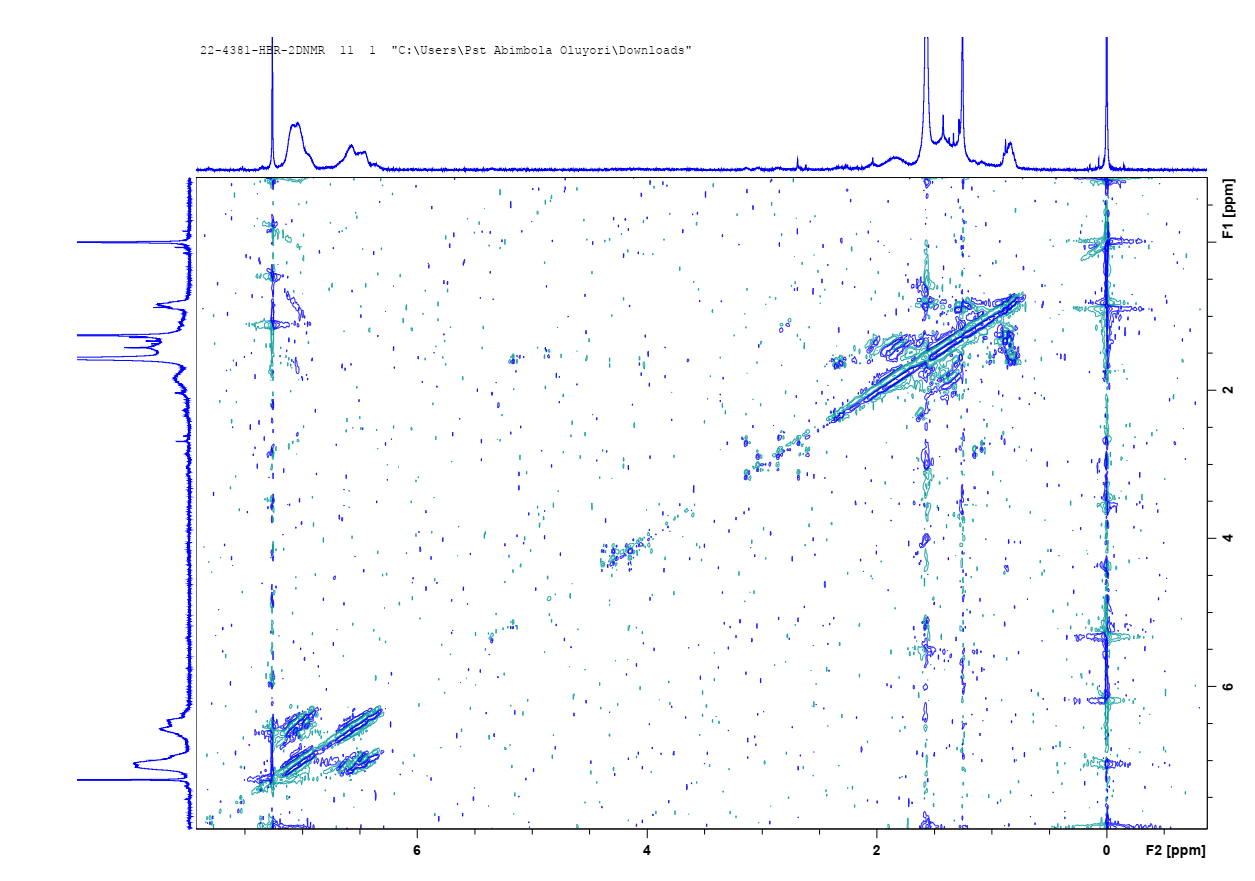 22-4381-HBR-2DNMR 11 1 "C:\Users\Pst Abimbola Oluyori\Downloads"
F1 [ppm]
2
4
6
6 4 2 0 F2 [ppm]